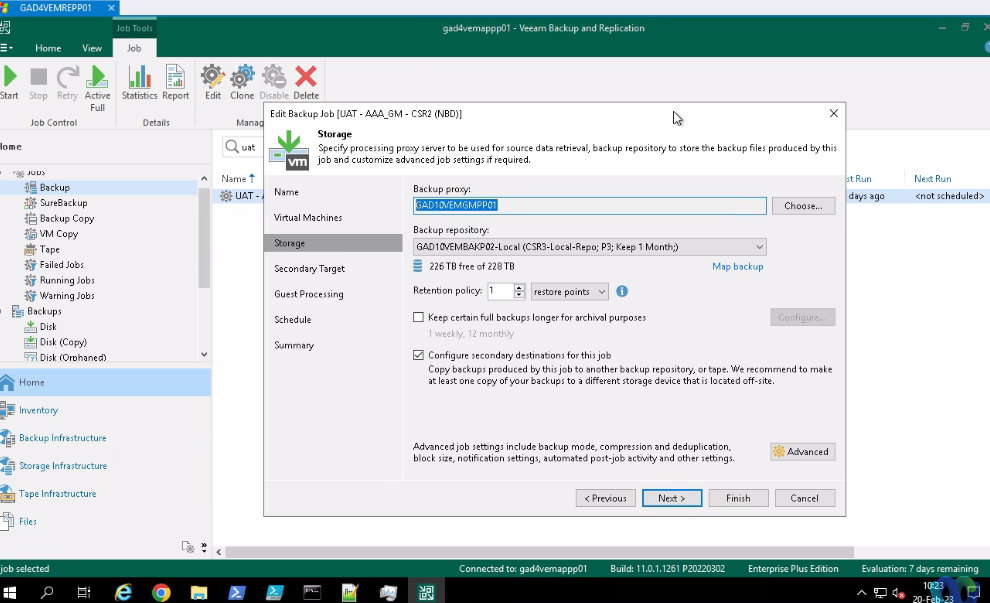 GAD4VEMREPP01
Job Tools
gad4vemappp01 - Veeam Backup and Replication
Home
View
Job
Start
Stop
Retry
Active Full
Statistics
Report
Edit
Clone
Disable
Delete
Job Control
Details
Home
uat
Name
Jobs
Backup
SureBackup
Backup Copy
VM Copy
Tape
Failed Jobs
Running Jobs
Warning Jobs
Backups
Disk
Disk (Copy)
Disk (Orphaned)
UAT -
Next Run
days ago
<not scheduled>
Edit Backup Job [UAT - AAA_GM - CSR2 (NBD)]
Storage
Specify processing proxy server to be used for source data retrieval, backup repository to store the backup files produced by this
job and customize advanced job settings if required.
Name
Virtual Machines
Storage
Secondary Target
Guest Processing
Schedule
Summary
Backup proxy:
GAD10VEMGMPP01
Choose...
Backup repository:
GAD10VEMBAKP02-Local (CSR3-Local-Repo; P3; Keep 1 Month;)
226 TB free of 228 TB
Map backup
Retention policy:
1
restore points
Keep certain full backups longer for archival purposes
Configure...
1 weekly, 12 monthly
Configure secondary destinations for this job
Copy backups produced by this job to another backup repository, or tape. We recommend to make
at least one copy of your backups to a different storage device that is located off-site.
Advanced job settings include backup mode, compression and deduplication,
block size, notification settings, automated post-job activity and other settings.
Advanced
< Previous
Next >
Finish
Cancel
Home
Inventory
Backup Infrastructure
Storage Infrastructure
Tape Infrastructure
Files
job selected
Connected to: gad4vemappp01
Build: 11.0.1.1261 P20220302
Enterprise Plus Edition
Evaluation: 7 days remaining
10:23
20-Feb-23